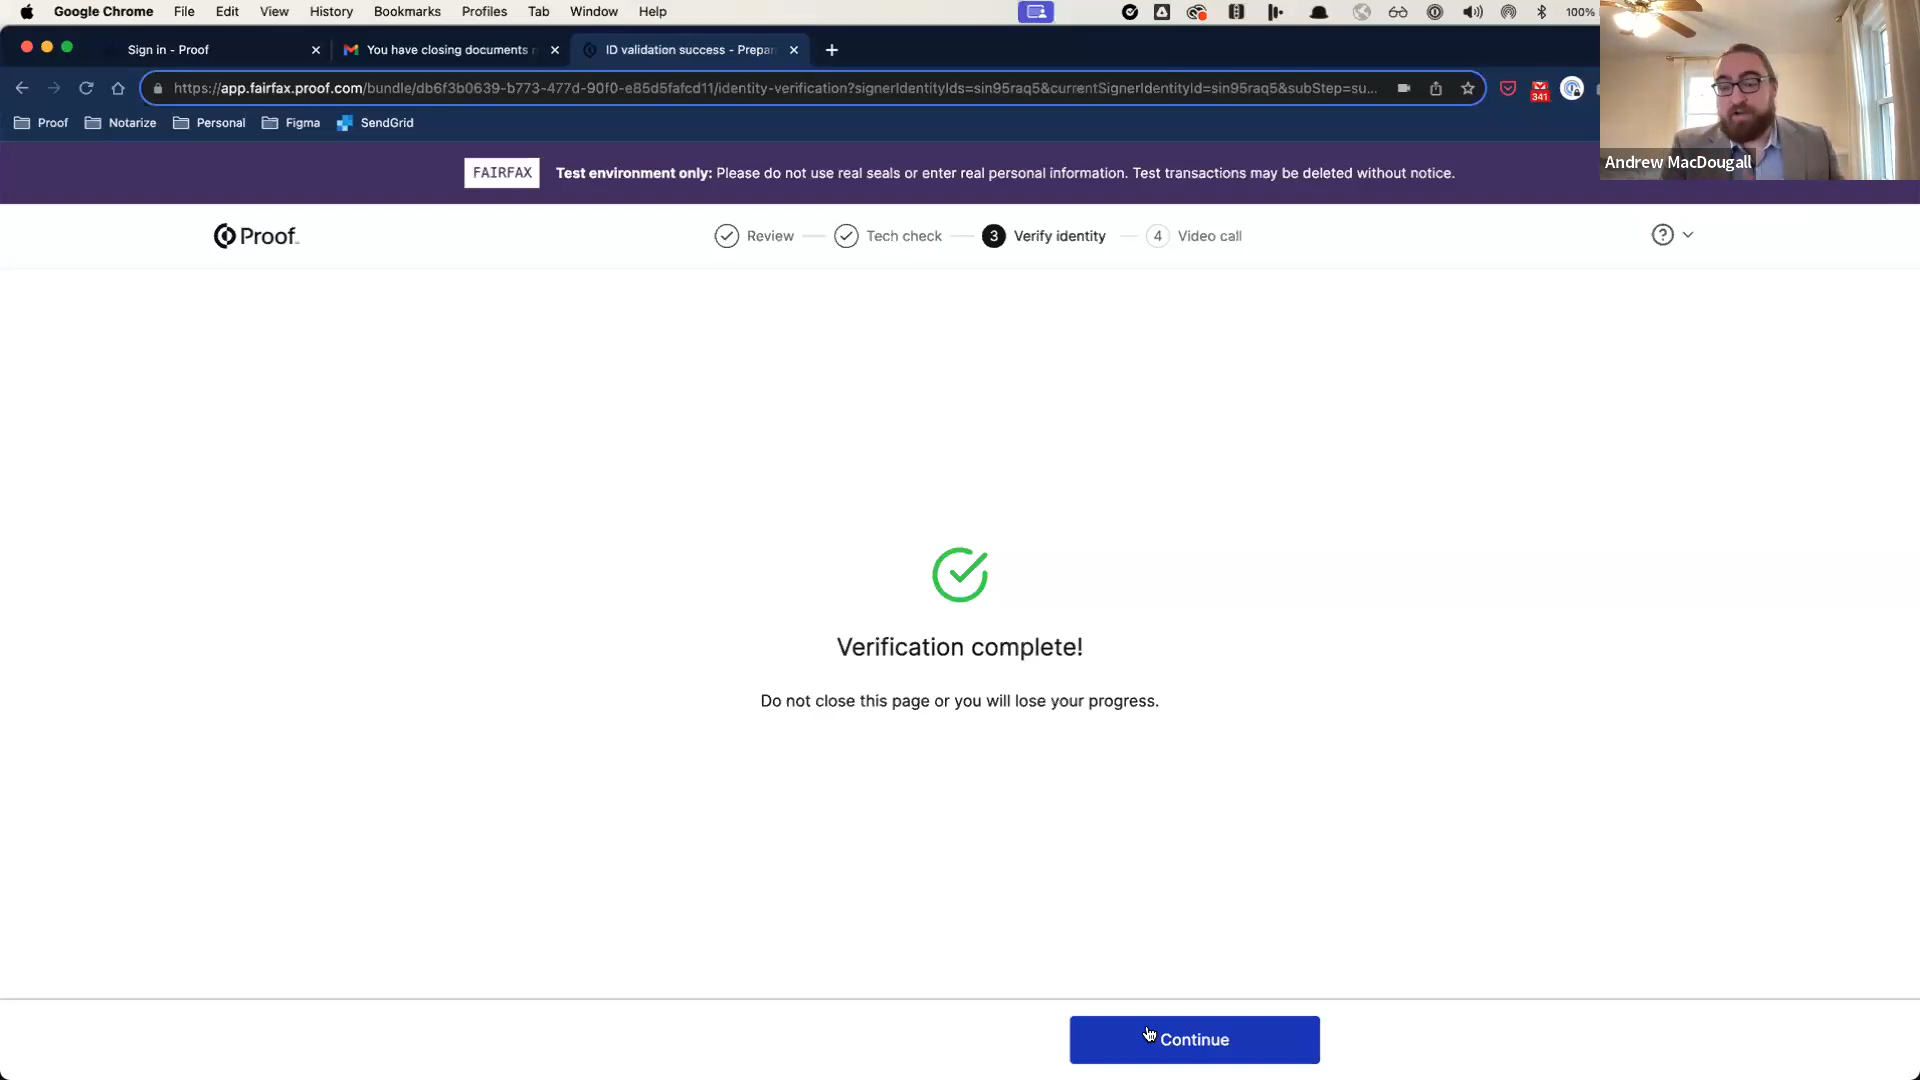 Google Chrome File Edit View History Bookmarks Profiles Tab Window Help 100%
Sign in - Proof
You have closing documents
ID validation success - Prepar
https://app.fairfax.proof.com/bundle/db6f3b0639-b773-477d-90f0-e85d5fafcd11/identity-verification?signerIdentityIds=sin95raq5&currentSignerIdentityId=sin95raq5&subStep=su...
341
Proof Notarize Personal Figma SendGrid
Andrew MacDougall
FAIRFAX Test environment only: Please do not use real seals or enter real personal information. Test transactions may be deleted without notice.
Proof
Review Tech check 3 Verify identity 4 Video call
?
Verification complete!
Do not close this page or you will lose your progress.
Continue